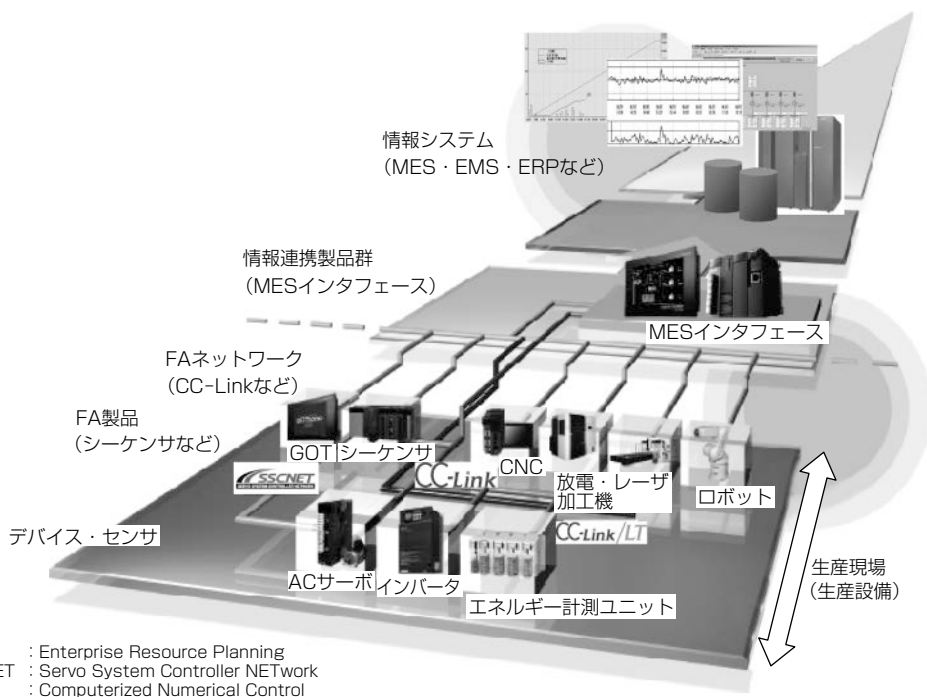 情報システム
（MES・EMS・ERPなど）
情報連携製品群
（MESインタフェース）
MESインタフェース
FAネットワーク
（CC-Linkなど）
FA製品
（シーケンサなど）
GOT
シーケンサ
CNC
放電・レーザ
加工機
ロボット
SSCNET
SERVO SYSTEM CONTROLLER NETWORK
CC-Link
CC-Link/LT
デバイス・センサ
ACサーボ
インバータ
エネルギー計測ユニット
生産現場
（生産設備）
: Enterprise Resource Planning
ET : Servo System Controller NETwork
: Computerized Numerical Control